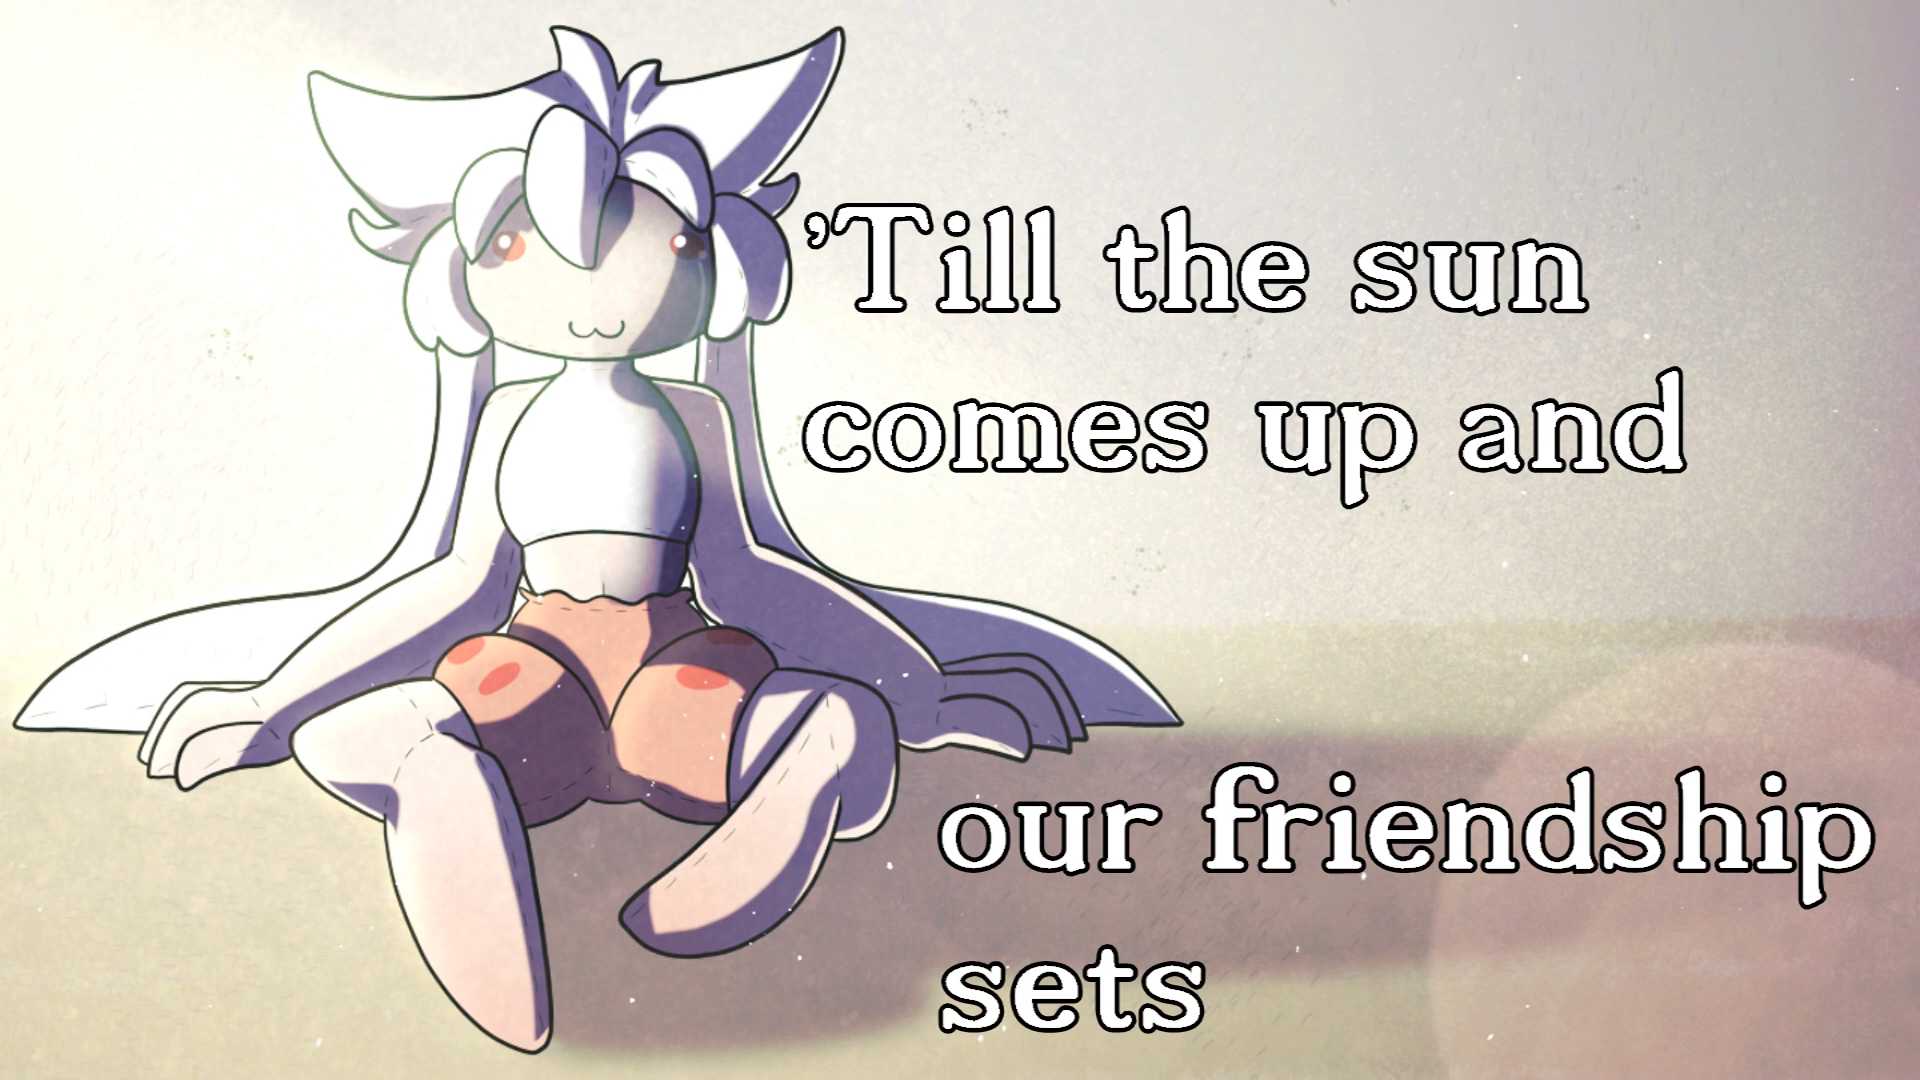 ’Till the sun
comes up and
our friendship
sets